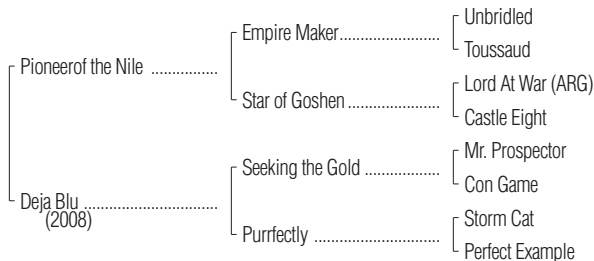 Unbridled
Empire Maker.....................
Toussaud
Pioneerof the Nile ..............
Lord At War (ARG)
Star of Goshen...................
Castle Eight
Mr. Prospector
Seeking the Gold ...............
Con Game
Deja Blu ............................
(2008)
Storm Cat
Purrfectly ..........................
Perfect Example